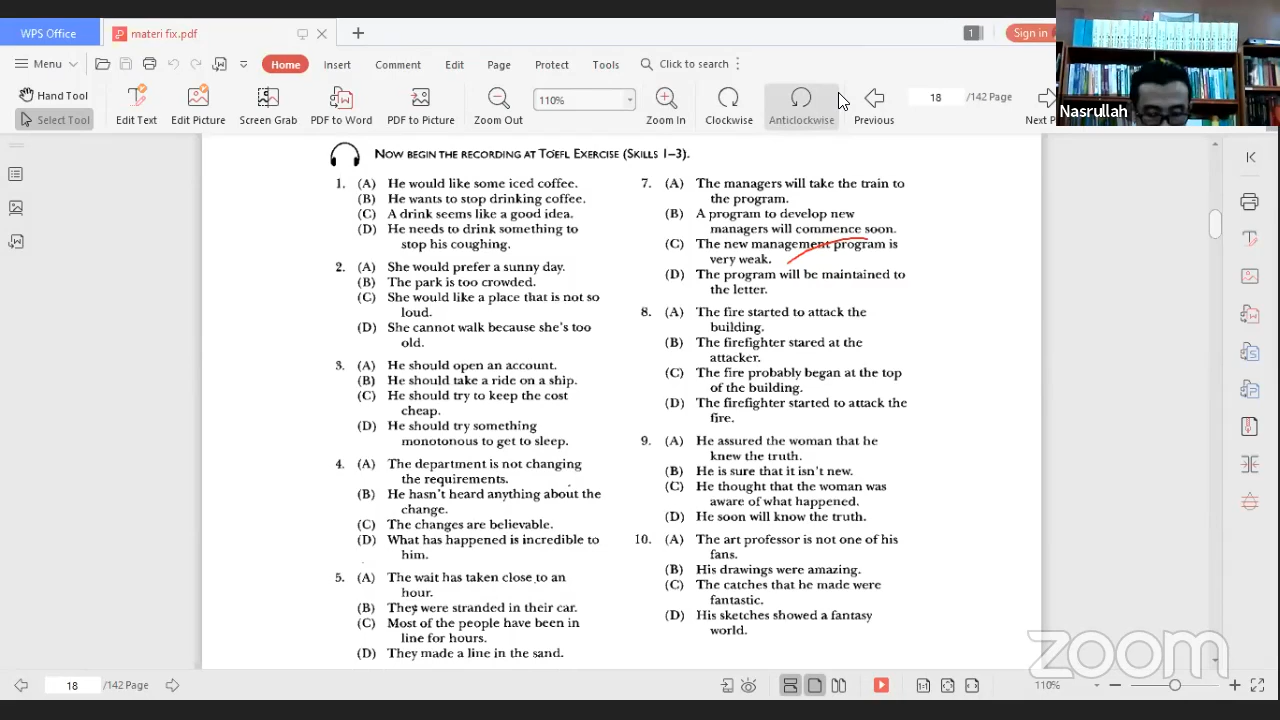 WPS Office
materi fix.pdf
1
Sign in
Menu
Home
Insert
Comment
Edit
Page
Protect
Tools
Click to search
Hand Tool
Select Tool
Edit Text
Edit Picture
Screen Grab
PDF to Word
PDF to Picture
Zoom Out
110%
Zoom In
Clockwise
Anticlockwise
Previous
18
/142 Page
Next P
Nasrullah
NOW BEGIN THE RECORDING AT TOEFL EXERCISE (SKILLS 1–3).
1. (A) He would like some iced coffee.
(B) He wants to stop drinking coffee.
(C) A drink seems like a good idea.
(D) He needs to drink something to
stop his coughing.
2. (A) She would prefer a sunny day.
(B) The park is too crowded.
(C) She would like a place that is not so
loud.
(D) She cannot walk because she's too
old.
3. (A) He should open an account.
(B) He should take a ride on a ship.
(C) He should try to keep the cost
cheap.
(D) He should try something
monotonous to get to sleep.
4. (A) The department is not changing
the requirements.
(B) He hasn't heard anything about the
change.
(C) The changes are believable.
(D) What has happened is incredible to
him.
5. (A) The wait has taken close to an
hour.
(B) They were stranded in their car.
(C) Most of the people have been in
line for hours.
(D) They made a line in the sand.
7. (A) The managers will take the train to
the program.
(B) A program to develop new
managers will commence soon.
(C) The new management program is
very weak.
(D) The program will be maintained to
the letter.
8. (A) The fire started to attack the
building.
(B) The firefighter stared at the
attacker.
(C) The fire probably began at the top
of the building.
(D) The firefighter started to attack the
fire.
9. (A) He assured the woman that he
knew the truth.
(B) He is sure that it isn't new.
(C) He thought that the woman was
aware of what happened.
(D) He soon will know the truth.
10. (A) The art professor is not one of his
fans.
(B) His drawings were amazing.
(C) The catches that he made were
fantastic.
(D) His sketches showed a fantasy
world.
zoom
18
/142 Page
110%